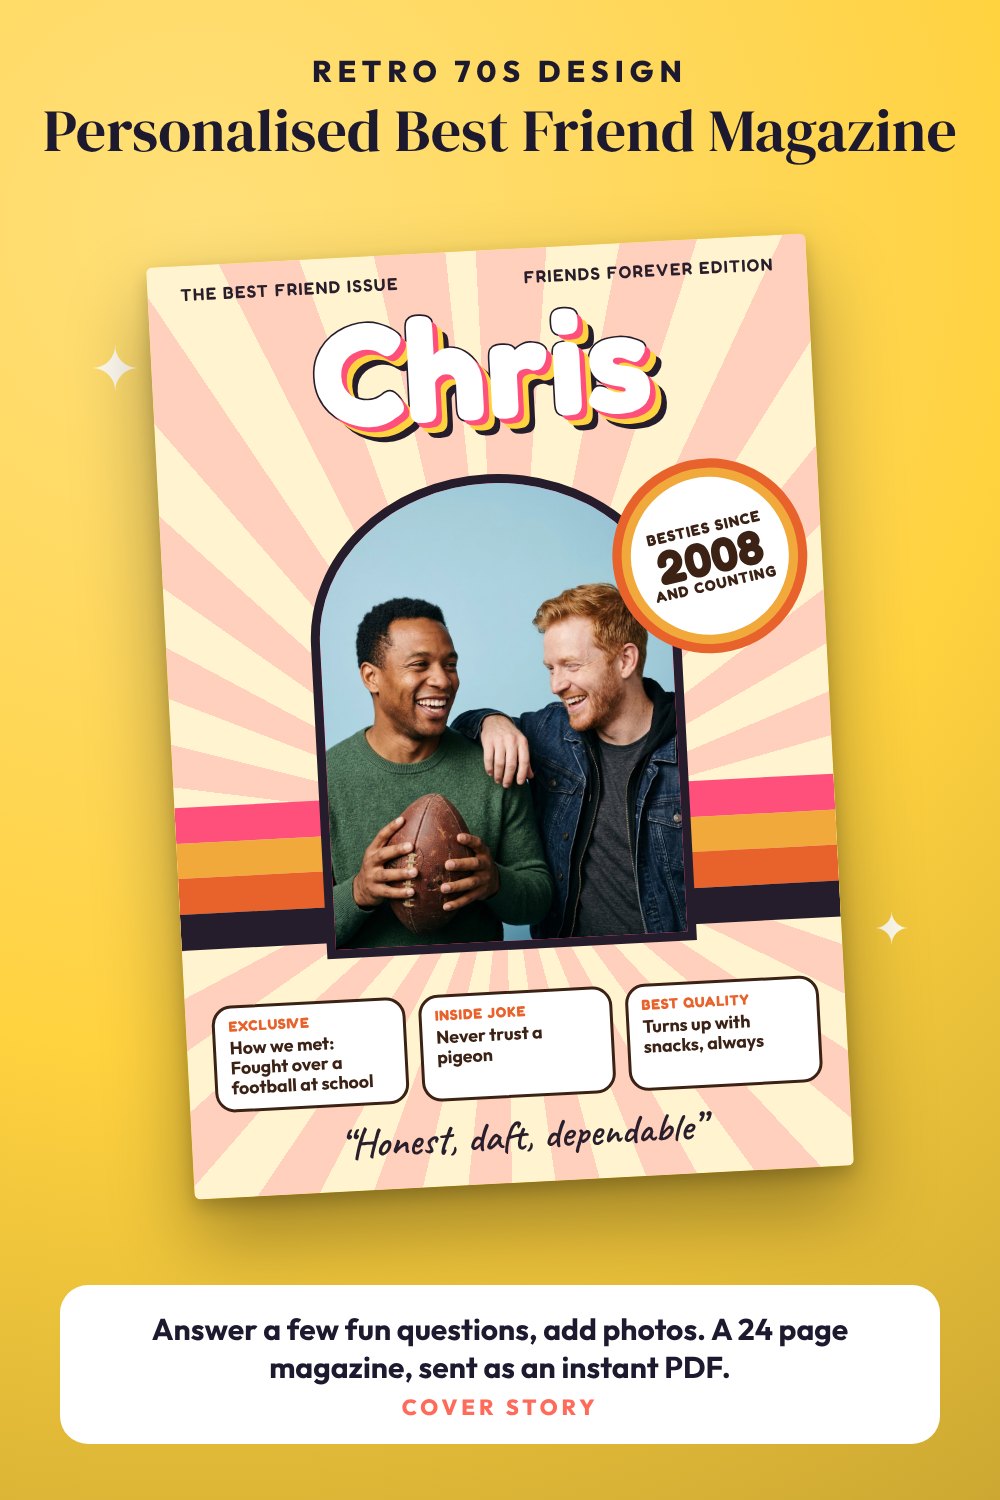 RETRO 70S DESIGN
Personalised Best Friend Magazine
THE BEST FRIEND ISSUE
FRIENDS FOREVER EDITION
Chris
BESTIES SINCE
2008
AND COUNTING
EXCLUSIVE
How we met:
Fought over a
football at school
INSIDE JOKE
Never trust a
pigeon
BEST QUALITY
Turns up with
snacks, always
“Honest, daft, dependable”
Answer a few fun questions, add photos. A 24 page
magazine, sent as an instant PDF.
COVER STORY